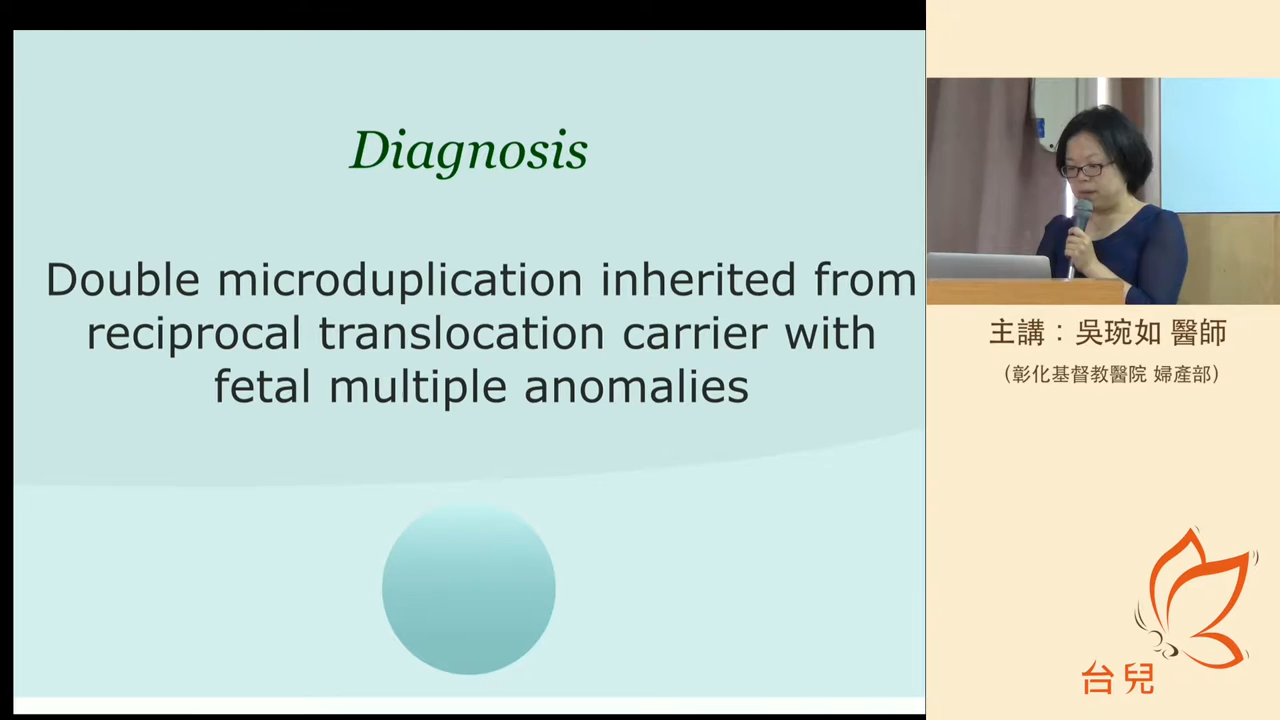 Diagnosis
Double microduplication inherited from
reciprocal translocation carrier with
fetal multiple anomalies
主講：吳琬如 醫師
（彰化基督教醫院 婦產部）
台兒